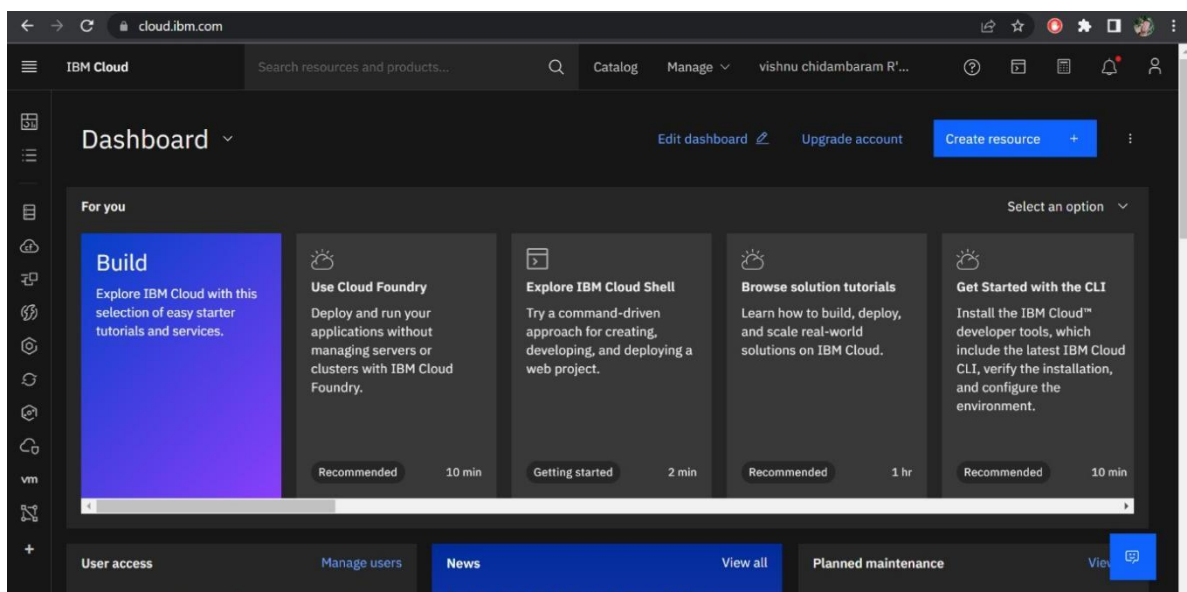 cloud.ibm.com
IBM Cloud
Search resources and products...
Catalog
Manage
vishnu chidambaram R'...
Dashboard
Edit dashboard
Upgrade account
Create resource +
For you
Select an option
Build
Explore IBM Cloud with this
selection of easy starter
tutorials and services.
Use Cloud Foundry
Deploy and run your
applications without
managing servers or
clusters with IBM Cloud
Foundry.
Recommended
10 min
Explore IBM Cloud Shell
Try a command-driven
approach for creating,
developing, and deploying a
web project.
Getting started
2 min
Browse solution tutorials
Learn how to build, deploy,
and scale real-world
solutions on IBM Cloud.
Recommended
1 hr
Get Started with the CLI
Install the IBM Cloud™
developer tools, which
include the latest IBM Cloud
CLI, verify the installation,
and configure the
environment.
Recommended
10 min
vm
User access
Manage users
News
View all
Planned maintenance